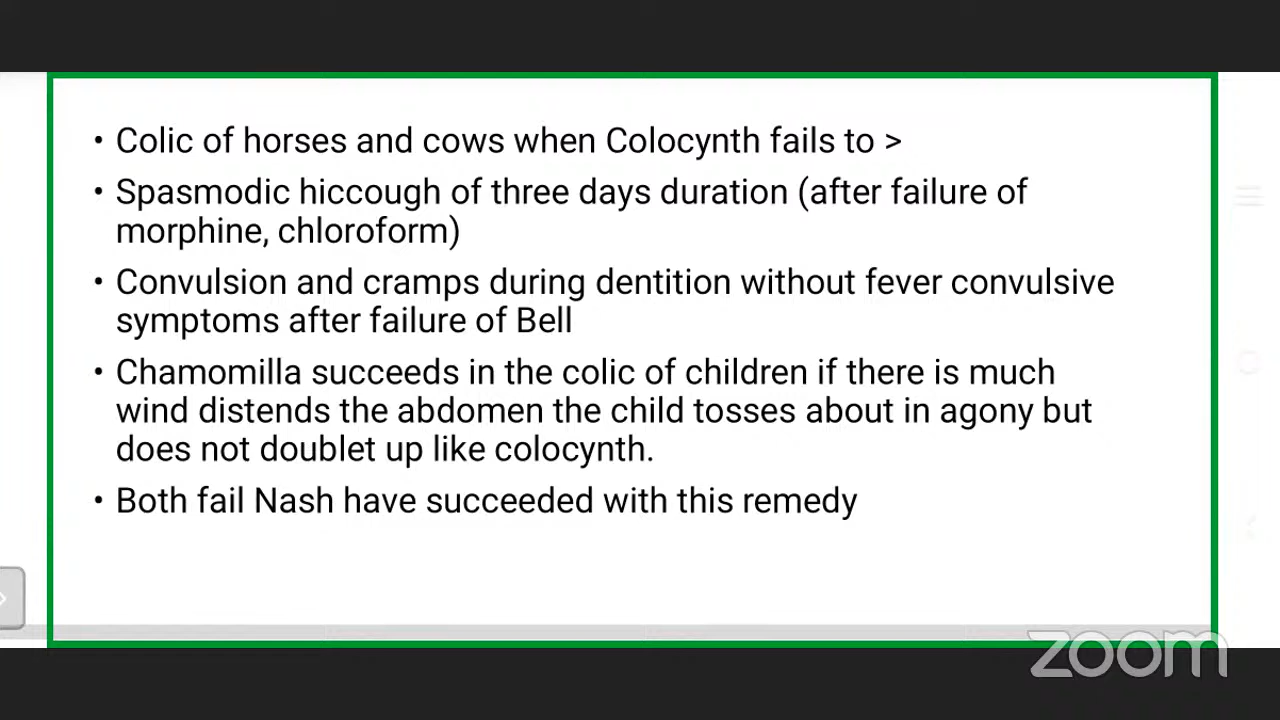 • Colic of horses and cows when Colocynth fails to >
• Spasmodic hiccough of three days duration (after failure of
morphine, chloroform)
• Convulsion and cramps during dentition without fever convulsive
symptoms after failure of Bell
• Chamomilla succeeds in the colic of children if there is much
wind distends the abdomen the child tosses about in agony but
does not doublet up like colocynth.
• Both fail Nash have succeeded with this remedy
zoom